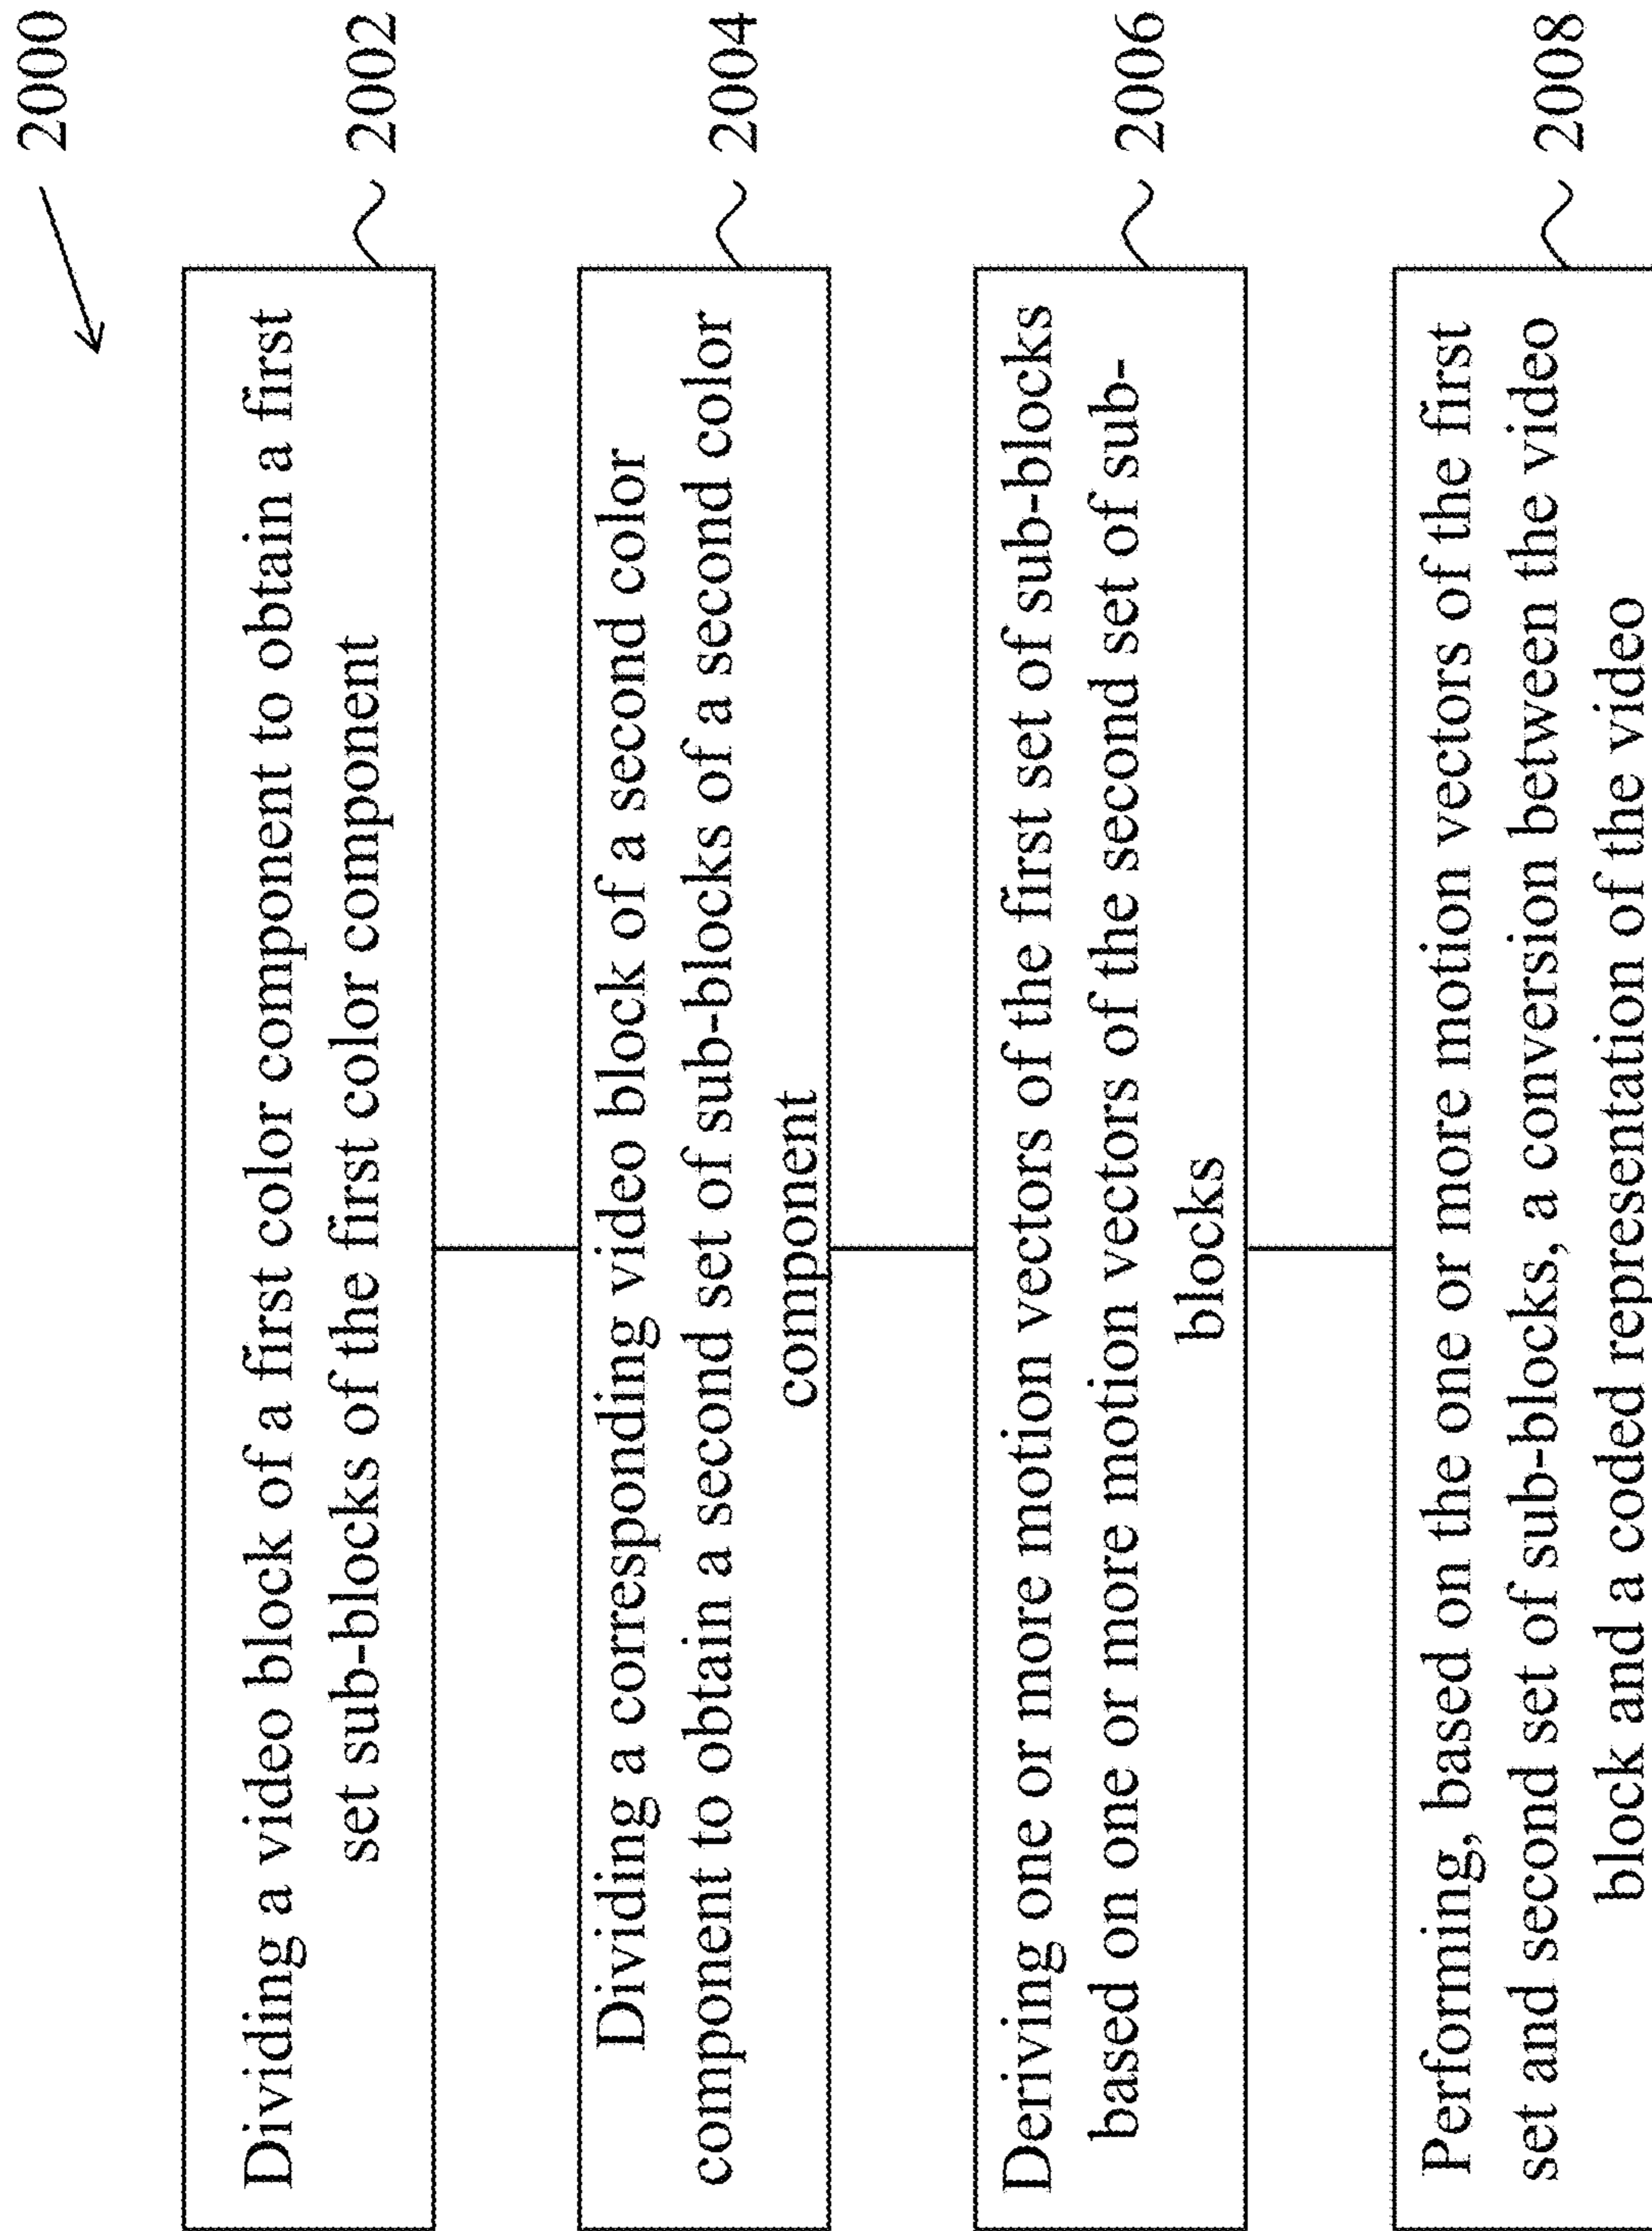 2000
Dividing a video block of a first color component to obtain a first
set sub-blocks of the first color component
2002
Dividing a corresponding video block of a second color
component to obtain a second set of sub-blocks of a second color
component
2004
Deriving one or more motion vectors of the first set of sub-blocks
based on one or more motion vectors of the second set of sub-
blocks
2006
Performing, based on the one or more motion vectors of the first
set and second set of sub-blocks, a conversion between the video
block and a coded representation of the video
2008